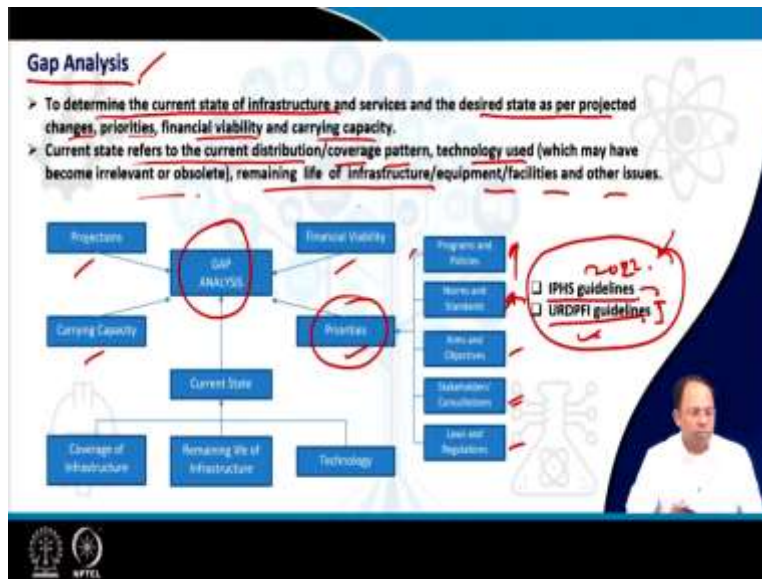 Gap Analysis
➢ To determine the current state of infrastructure and services and the desired state as per projected
changes, priorities, financial viability and carrying capacity.
➢ Current state refers to the current distribution/coverage pattern, technology used (which may have
become irrelevant or obsolete), remaining life of infrastructure/equipment/facilities and other issues.
Projections
Financial Viability
GAP
ANALYSIS
Carrying Capacity
Priorities
Current State
Coverage of
Infrastructure
Remaining life of
Infrastructure
Technology
Programs and
Policies
Norms and
Standards
Aims and
Objectives
Stakeholders/
Consultations
Laws and
Regulations
2022
❑ IPHS guidelines
❑ URDPFI guidelines
NPTEL